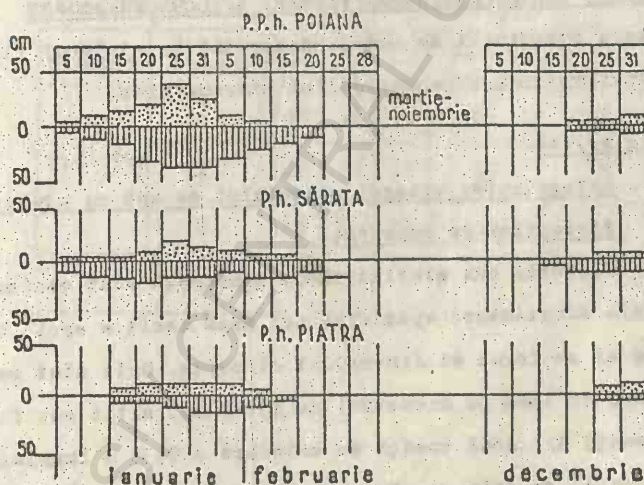 P.P.h. POIANA
cm
50
5 10 15 20 25 31 5 10 15 20 25 28
5 10 15 20 25 31
martie-
noiembrie
0
50
P.h. SĂRATA
50
0
50
P.h. PIATRA
50
0
50
ianuarie februarie decembrie